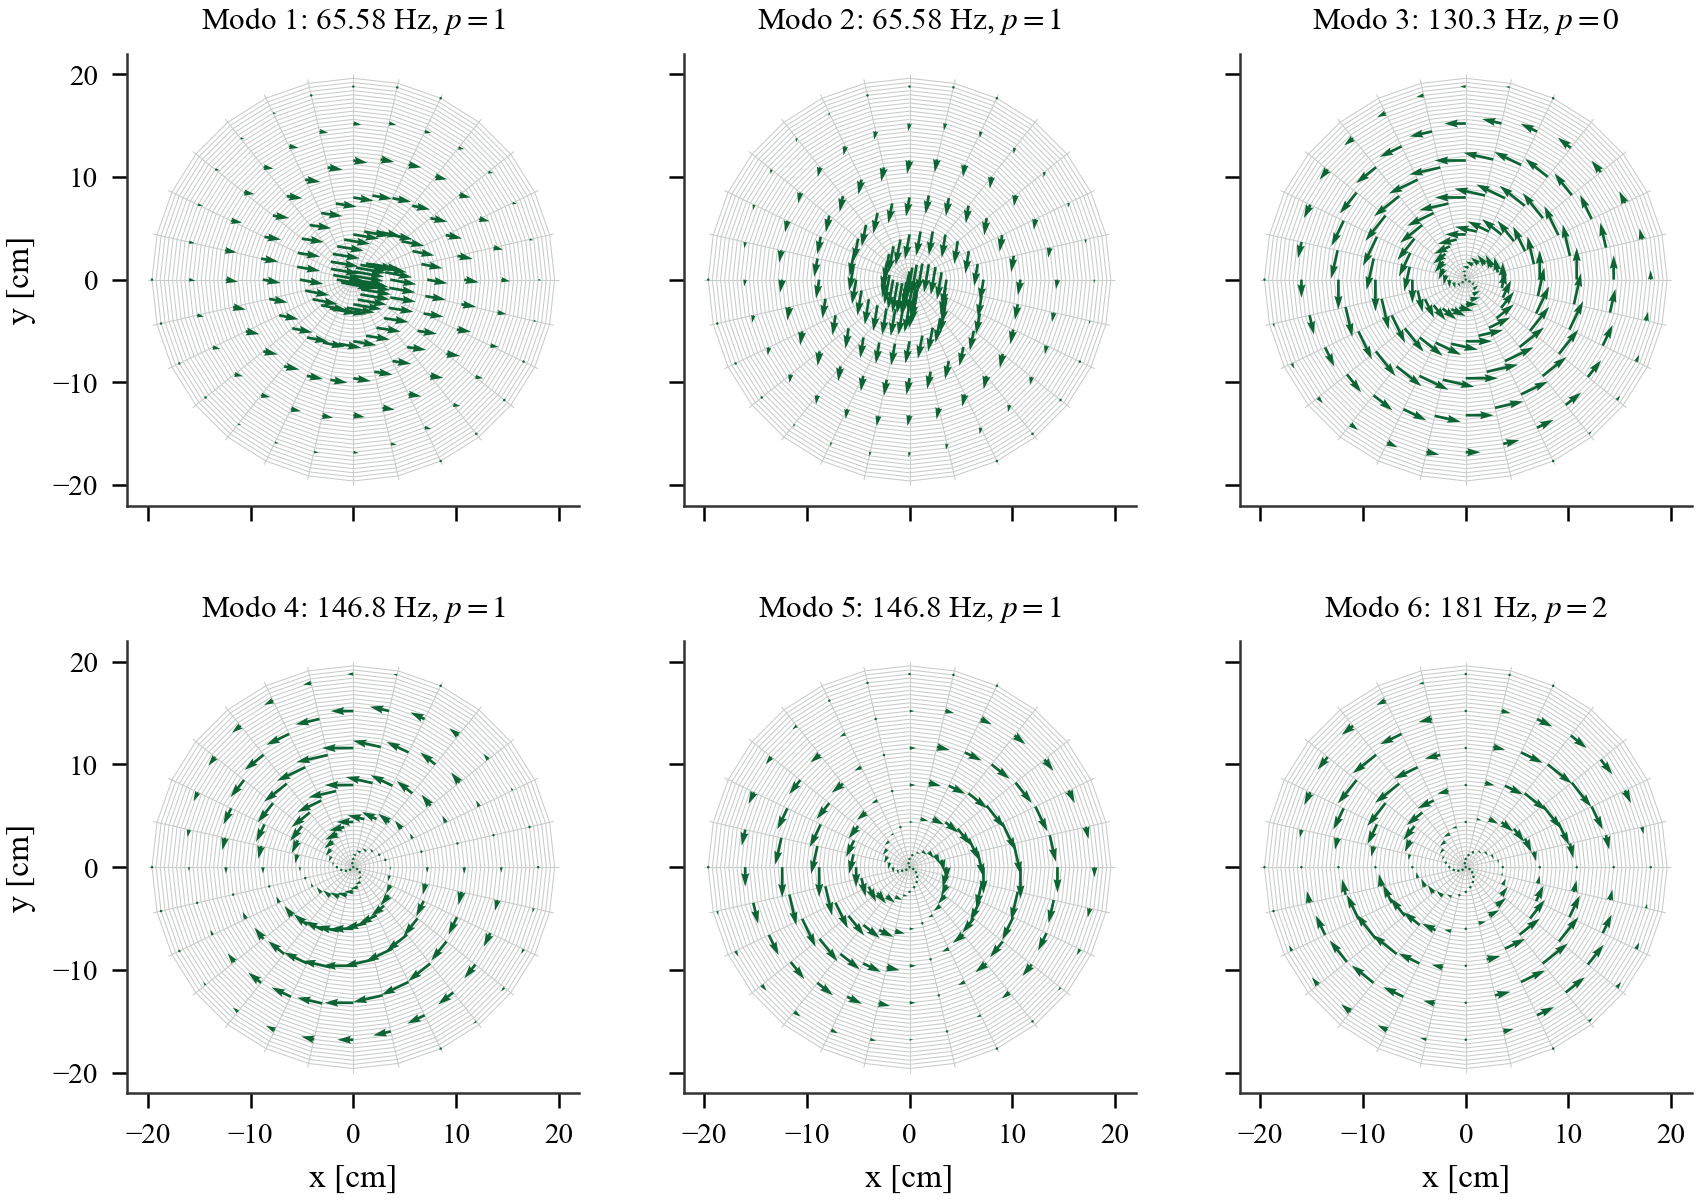 Modo 1: 65.58 Hz, p=1
Modo 2: 65.58 Hz, p=1
Modo 3: 130.3 Hz, p=0
20
10
0
−10
−20
y [cm]
Modo 4: 146.8 Hz, p=1
Modo 5: 146.8 Hz, p=1
Modo 6: 181 Hz, p=2
20
10
0
−10
−20
y [cm]
−20 −10 0 10 20
−20 −10 0 10 20
−20 −10 0 10 20
x [cm]
x [cm]
x [cm]